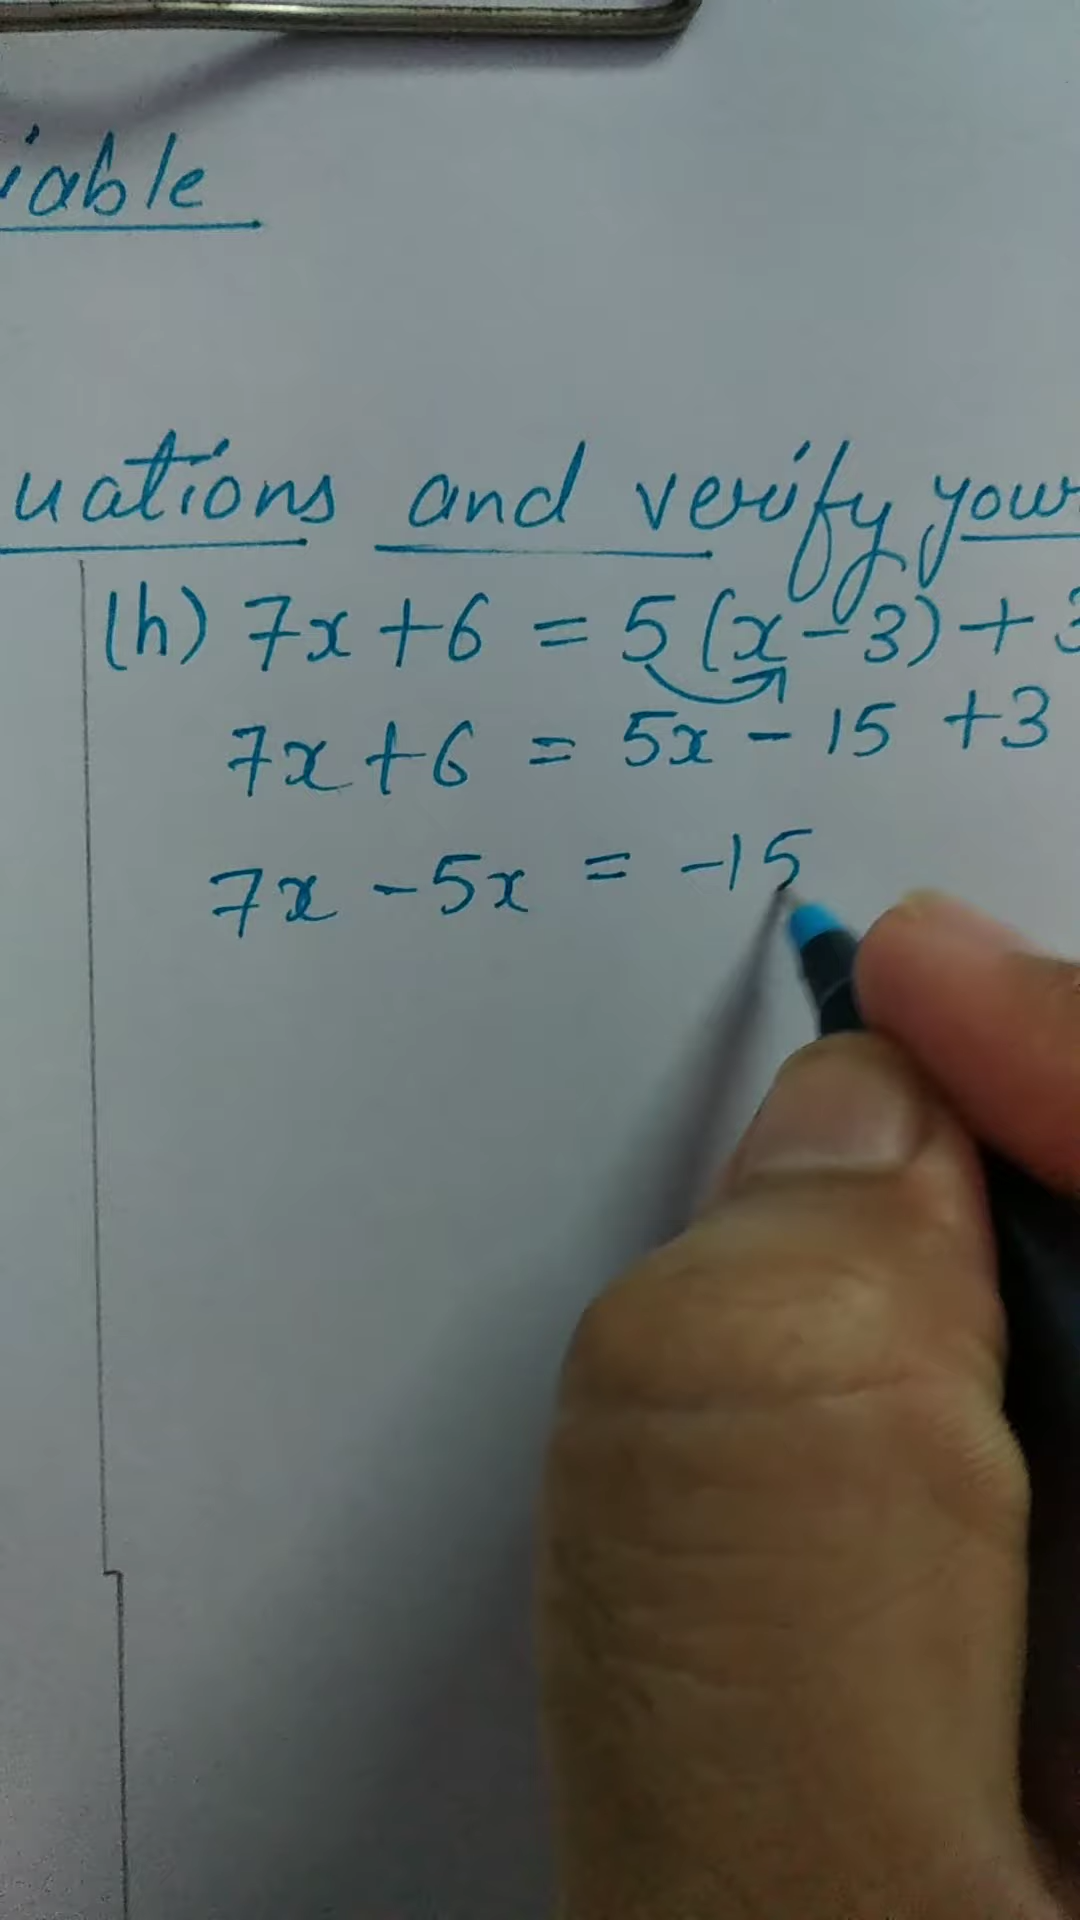 iable
uations and verify your
(h) 7x + 6 = 5 (x - 3) + 3
7x + 6 = 5x - 15 + 3
7x - 5x = -15